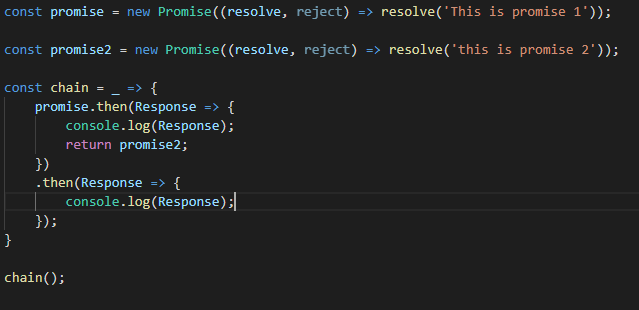 const promise = new Promise((resolve, reject) => resolve('This is promise 1'));
const promise2 = new Promise((resolve, reject) => resolve('this is promise 2'));
const chain = _ => {
    promise.then(Response => {
        console.log(Response);
        return promise2;
    })
    .then(Response => {
        console.log(Response);
    });
}
chain();